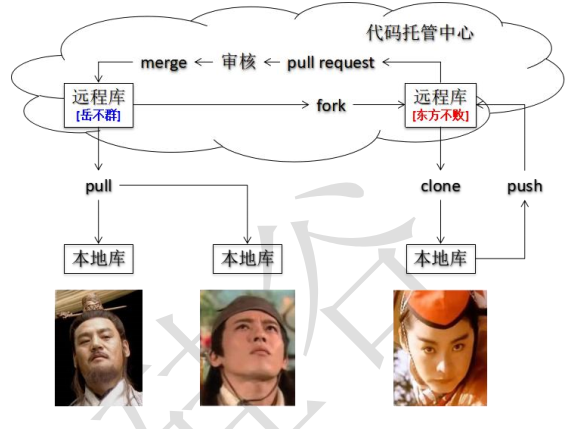 代码托管中心
merge
审核
pull request
远程库
[岳不群]
fork
远程库
[东方不败]
pull
clone
push
本地库
本地库
本地库